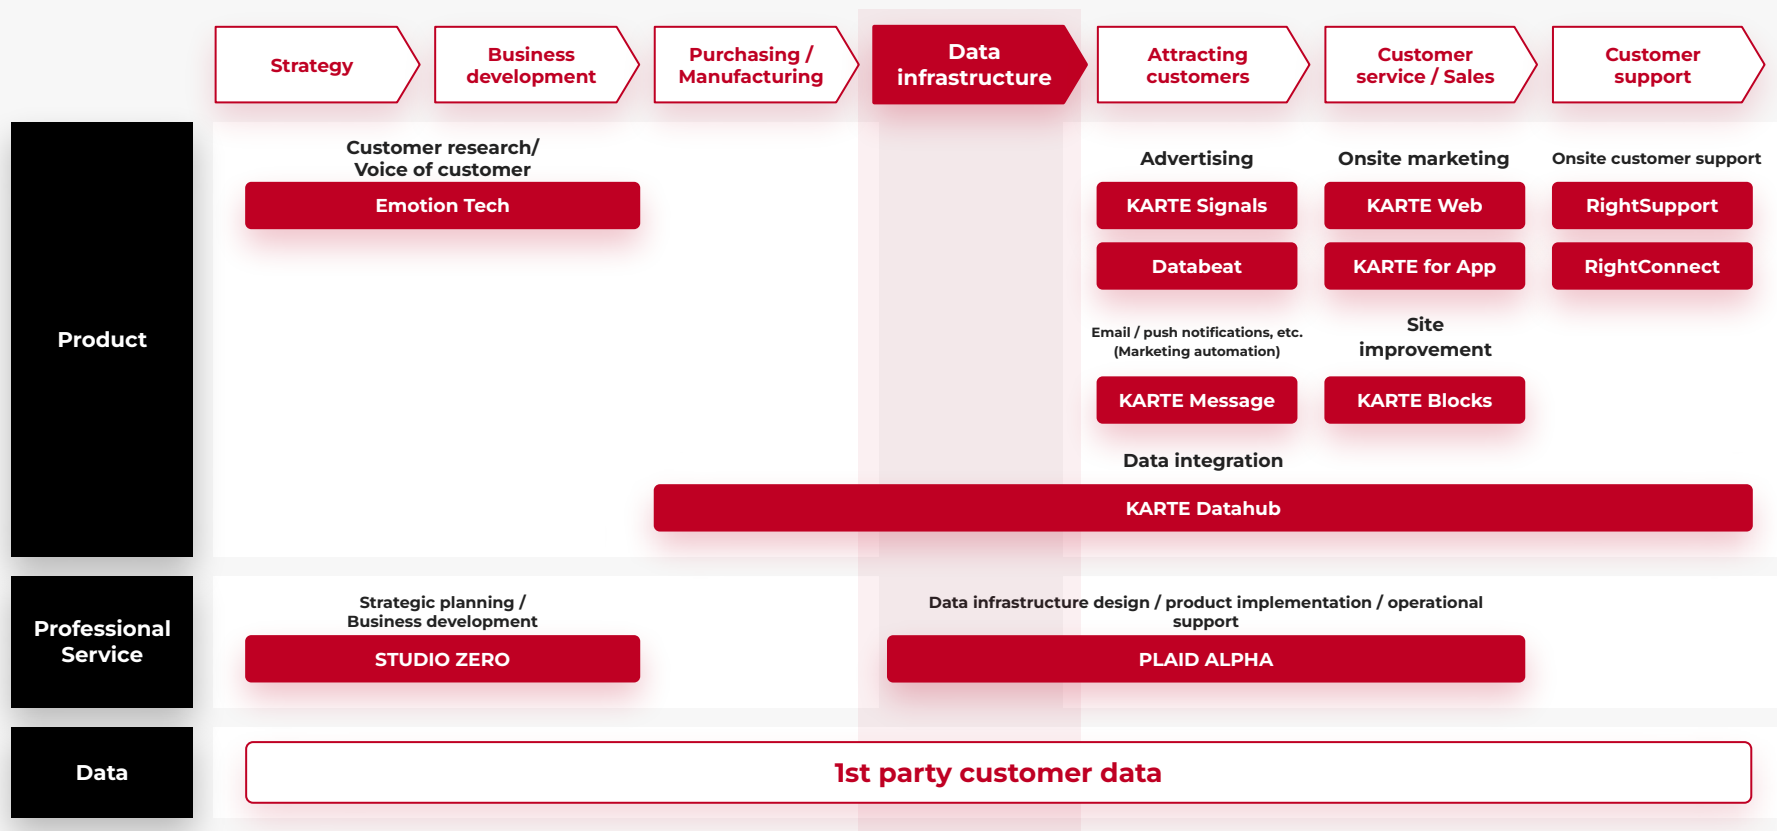 Strategy
Business
development
Purchasing /
Manufacturing
Data
infrastructure
Attracting
customers
Customer
service / Sales
Customer
support
Product
Customer research/
Voice of customer
Emotion Tech
Advertising
KARTE Signals
Databeat
Email / push notifications, etc.
(Marketing automation)
KARTE Message
Onsite marketing
KARTE Web
KARTE for App
Site
improvement
KARTE Blocks
Onsite customer support
RightSupport
RightConnect
Data integration
KARTE Datahub
Professional
Service
Strategic planning /
Business development
STUDIO ZERO
Data infrastructure design / product implementation / operational
support
PLAID ALPHA
Data
1st party customer data